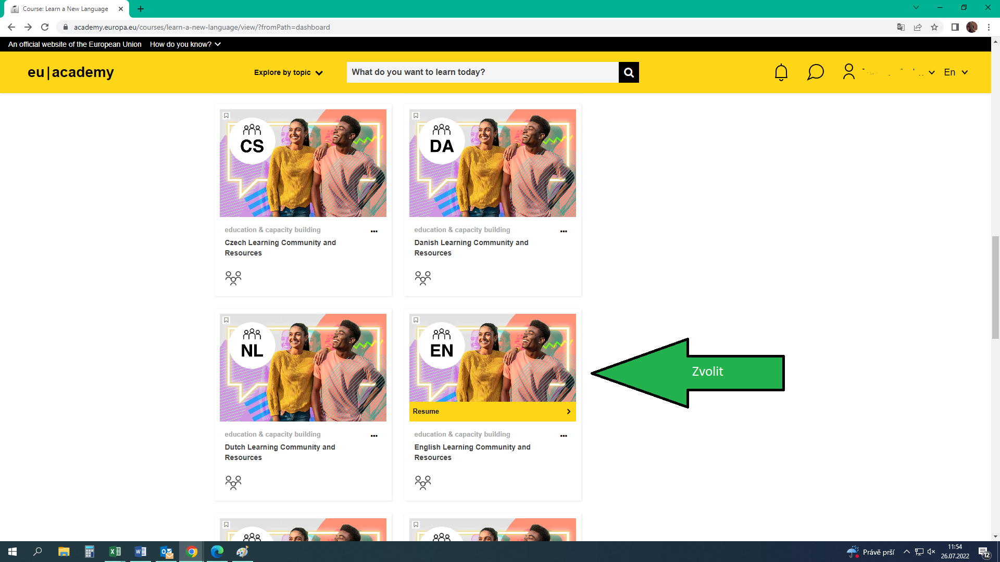 Course: Learn a New Language
academy.europa.eu/courses/learn-a-new-language/view/?fromPath=dashboard
An official website of the European Union How do you know?
eu|academy
Explore by topic
What do you want to learn today?
En
CS
education & capacity building
Czech Learning Community and
Resources
DA
education & capacity building
Danish Learning Community and
Resources
NL
education & capacity building
Dutch Learning Community and
Resources
EN
Resume
education & capacity building
English Learning Community and
Resources
Zvolit
Právě prší
11:54
26.07.2022
12